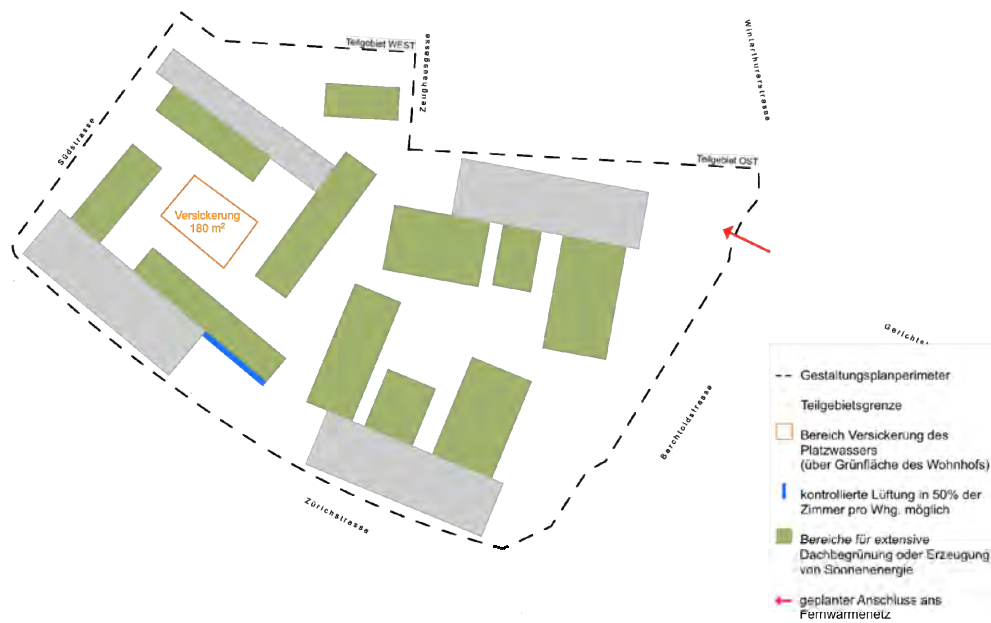 Teilgebiet WEST
Zeughausgasse
Winterthurerstrasse
Südstrasse
Teilgebiet OST
Versickerung
180 m²
Zürichstrasse
Berchtoldstrasse
Gestaltungsplanperimeter
Teilgebietsgrenze
Bereich Versickerung des
Platzwassers
(über Grünfläche des Wohnhofs)
kontrollierte Lüftung in 50% der
Zimmer pro Whg. möglich
Bereiche für extensive
Dachbegrünung oder Erzeugung
von Sonnenenergie
geplanter Anschluss ans
Fernwärmenetz